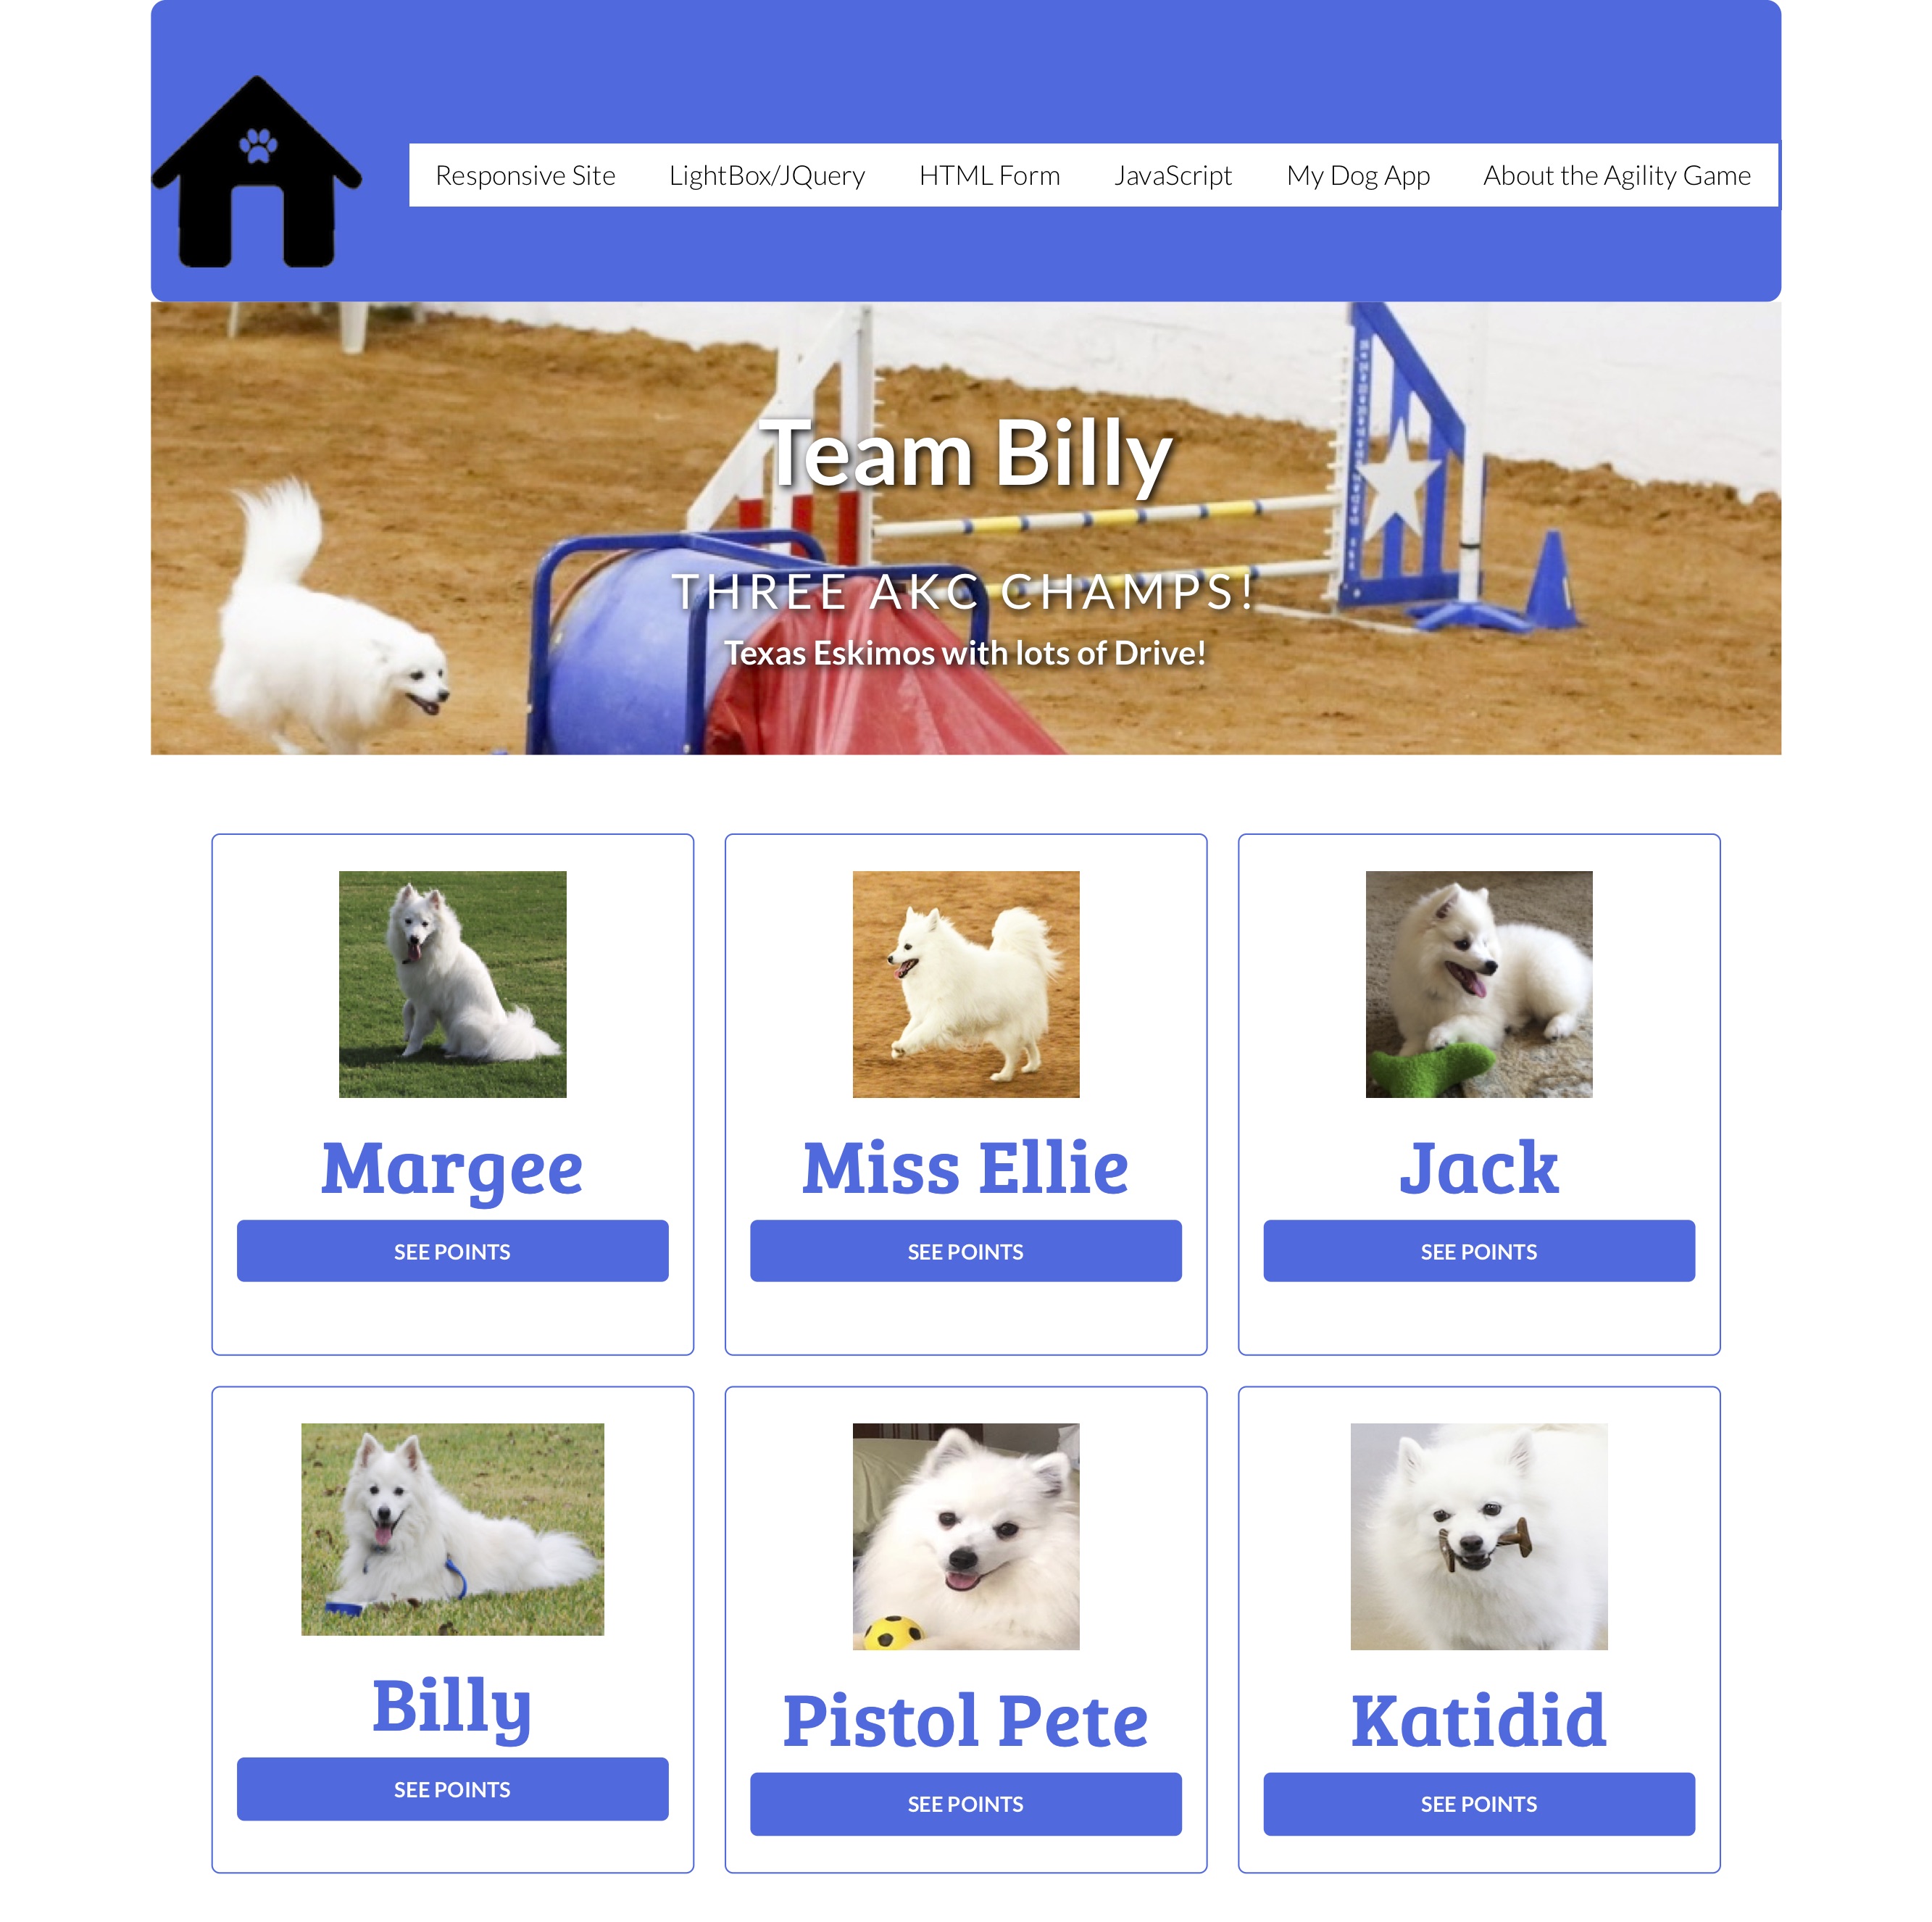 Responsive Site LightBox/JQuery HTML Form JavaScript My Dog App About the Agility Game
Team Billy
THREE AKC CHAMPS!
Texas Eskimos with lots of Drive!
Margee Miss Ellie Jack
SEE POINTS SEE POINTS SEE POINTS
Billy Pistol Pete Katidid
SEE POINTS SEE POINTS SEE POINTS